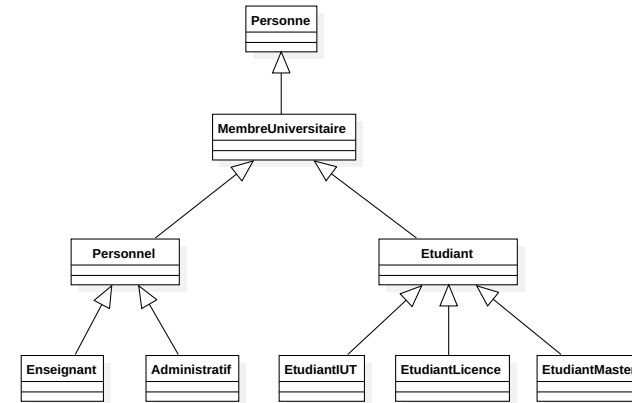 Personne
MembreUniversitaire
Personnel
Etudiant
Enseignant
Administratif
EtudiantIUT
EtudiantLicence
EtudiantMaster